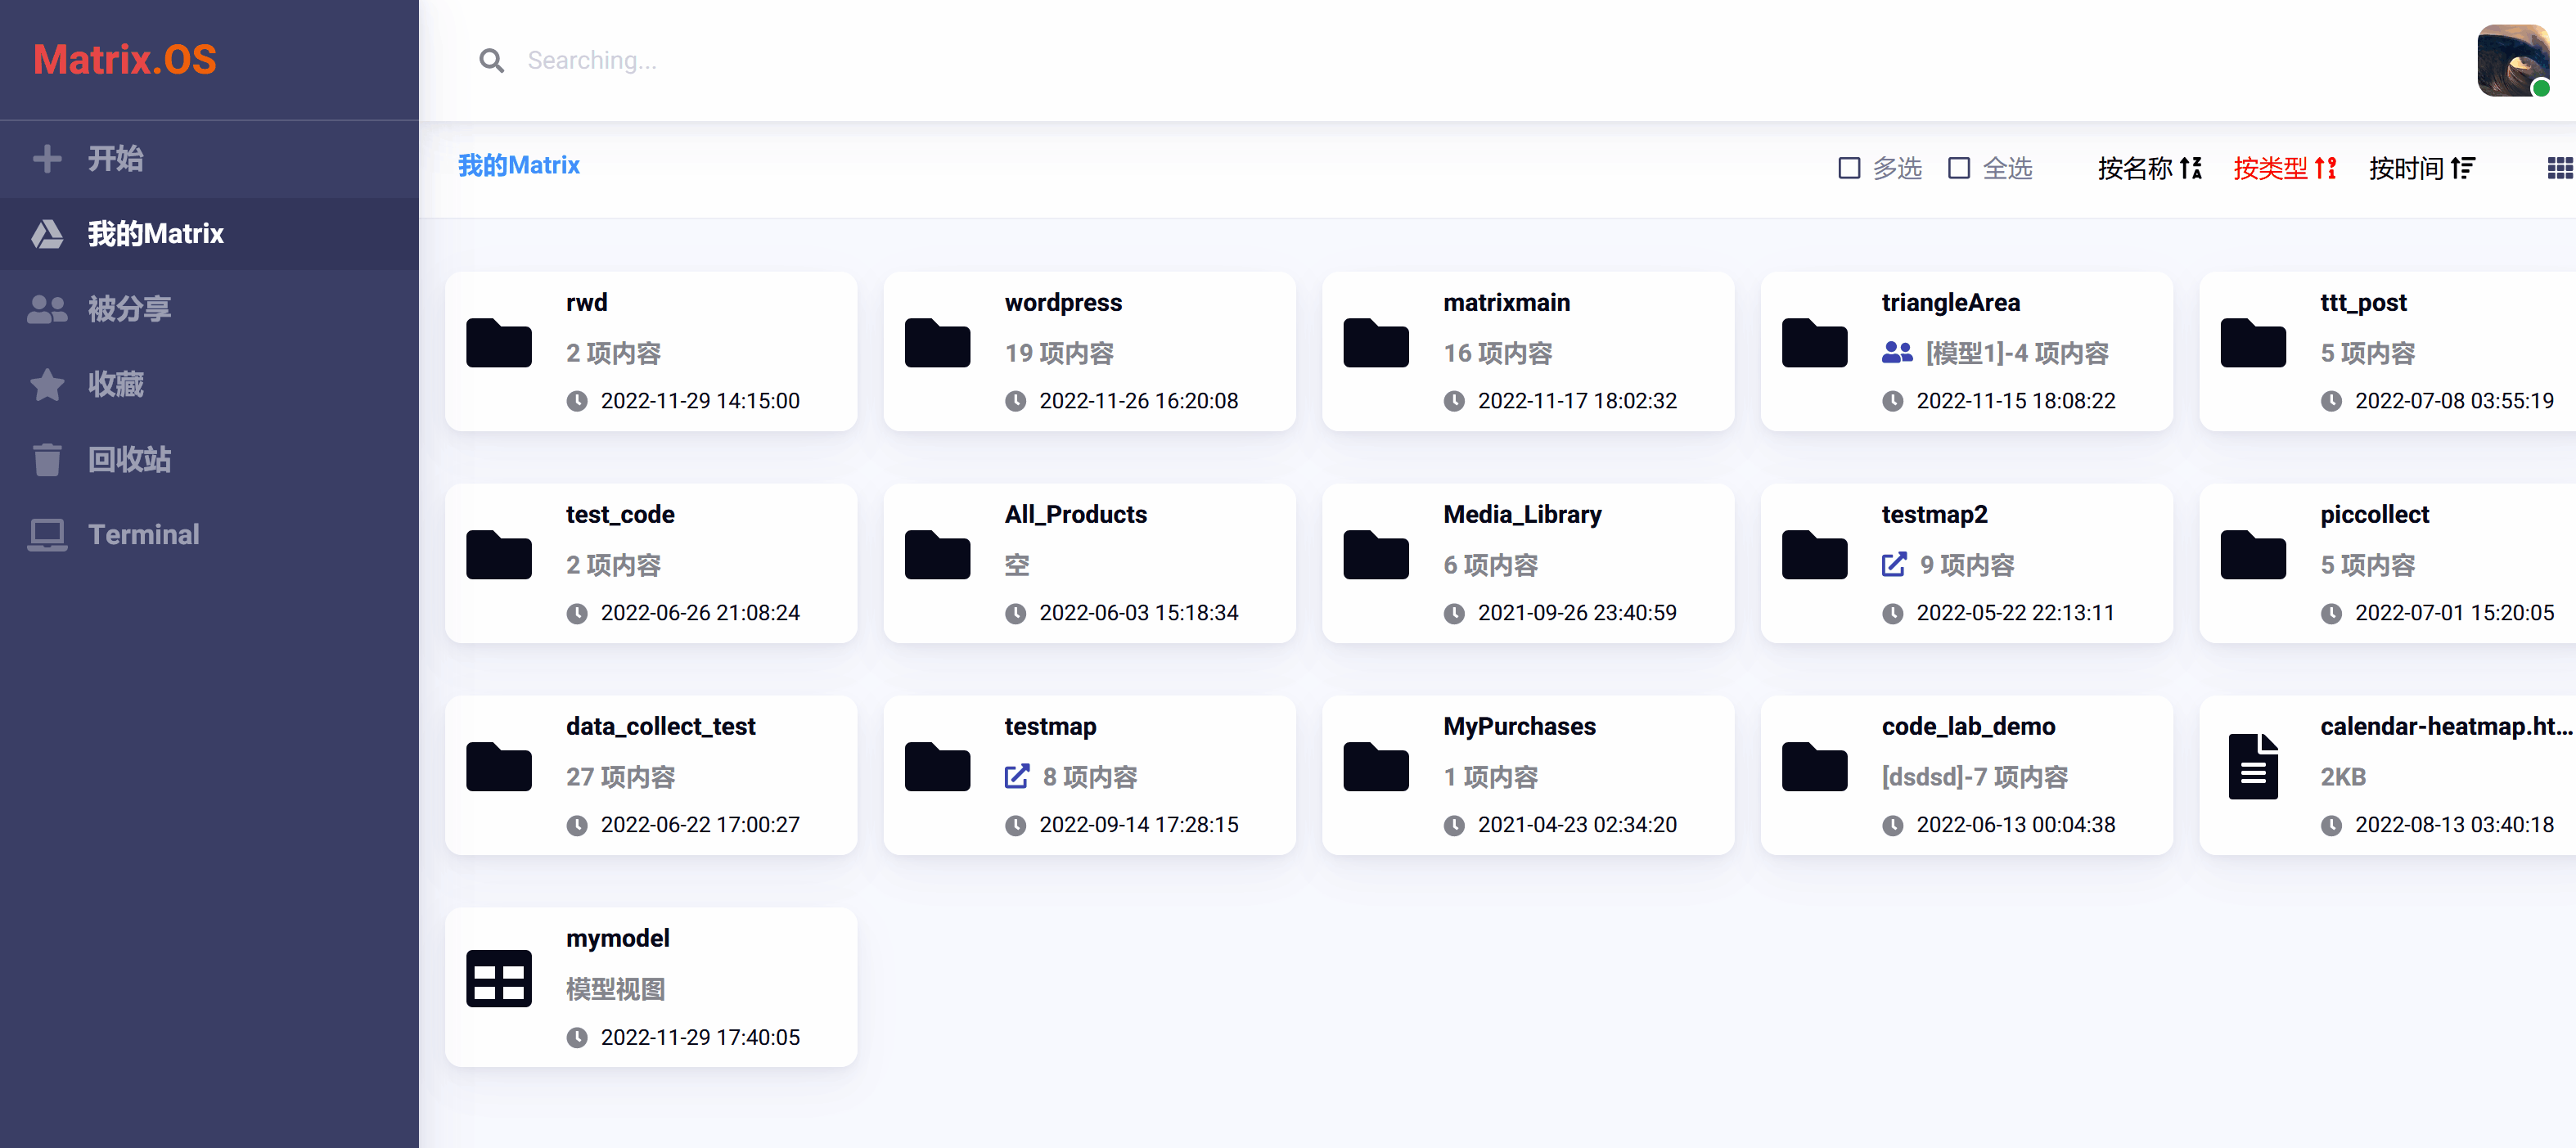 Matrix.OS
Searching...
开始
我的Matrix
被分享
收藏
回收站
Terminal
我的Matrix
多选 全选 按名称 按类型 按时间
rwd
2 项内容
2022-11-29 14:15:00
wordpress
19 项内容
2022-11-26 16:20:08
matrixmain
16 项内容
2022-11-17 18:02:32
triangleArea
[模型1]-4 项内容
2022-11-15 18:08:22
ttt_post
5 项内容
2022-07-08 03:55:19
test_code
2 项内容
2022-06-26 21:08:24
All_Products
空
2022-06-03 15:18:34
Media_Library
6 项内容
2021-09-26 23:40:59
testmap2
9 项内容
2022-05-22 22:13:11
piccollect
5 项内容
2022-07-01 15:20:05
data_collect_test
27 项内容
2022-06-22 17:00:27
testmap
8 项内容
2022-09-14 17:28:15
MyPurchases
1 项内容
2021-04-23 02:34:20
code_lab_demo
[dsdsd]-7 项内容
2022-06-13 00:04:38
calendar-heatmap.ht...
2KB
2022-08-13 03:40:18
mymodel
模型视图
2022-11-29 17:40:05